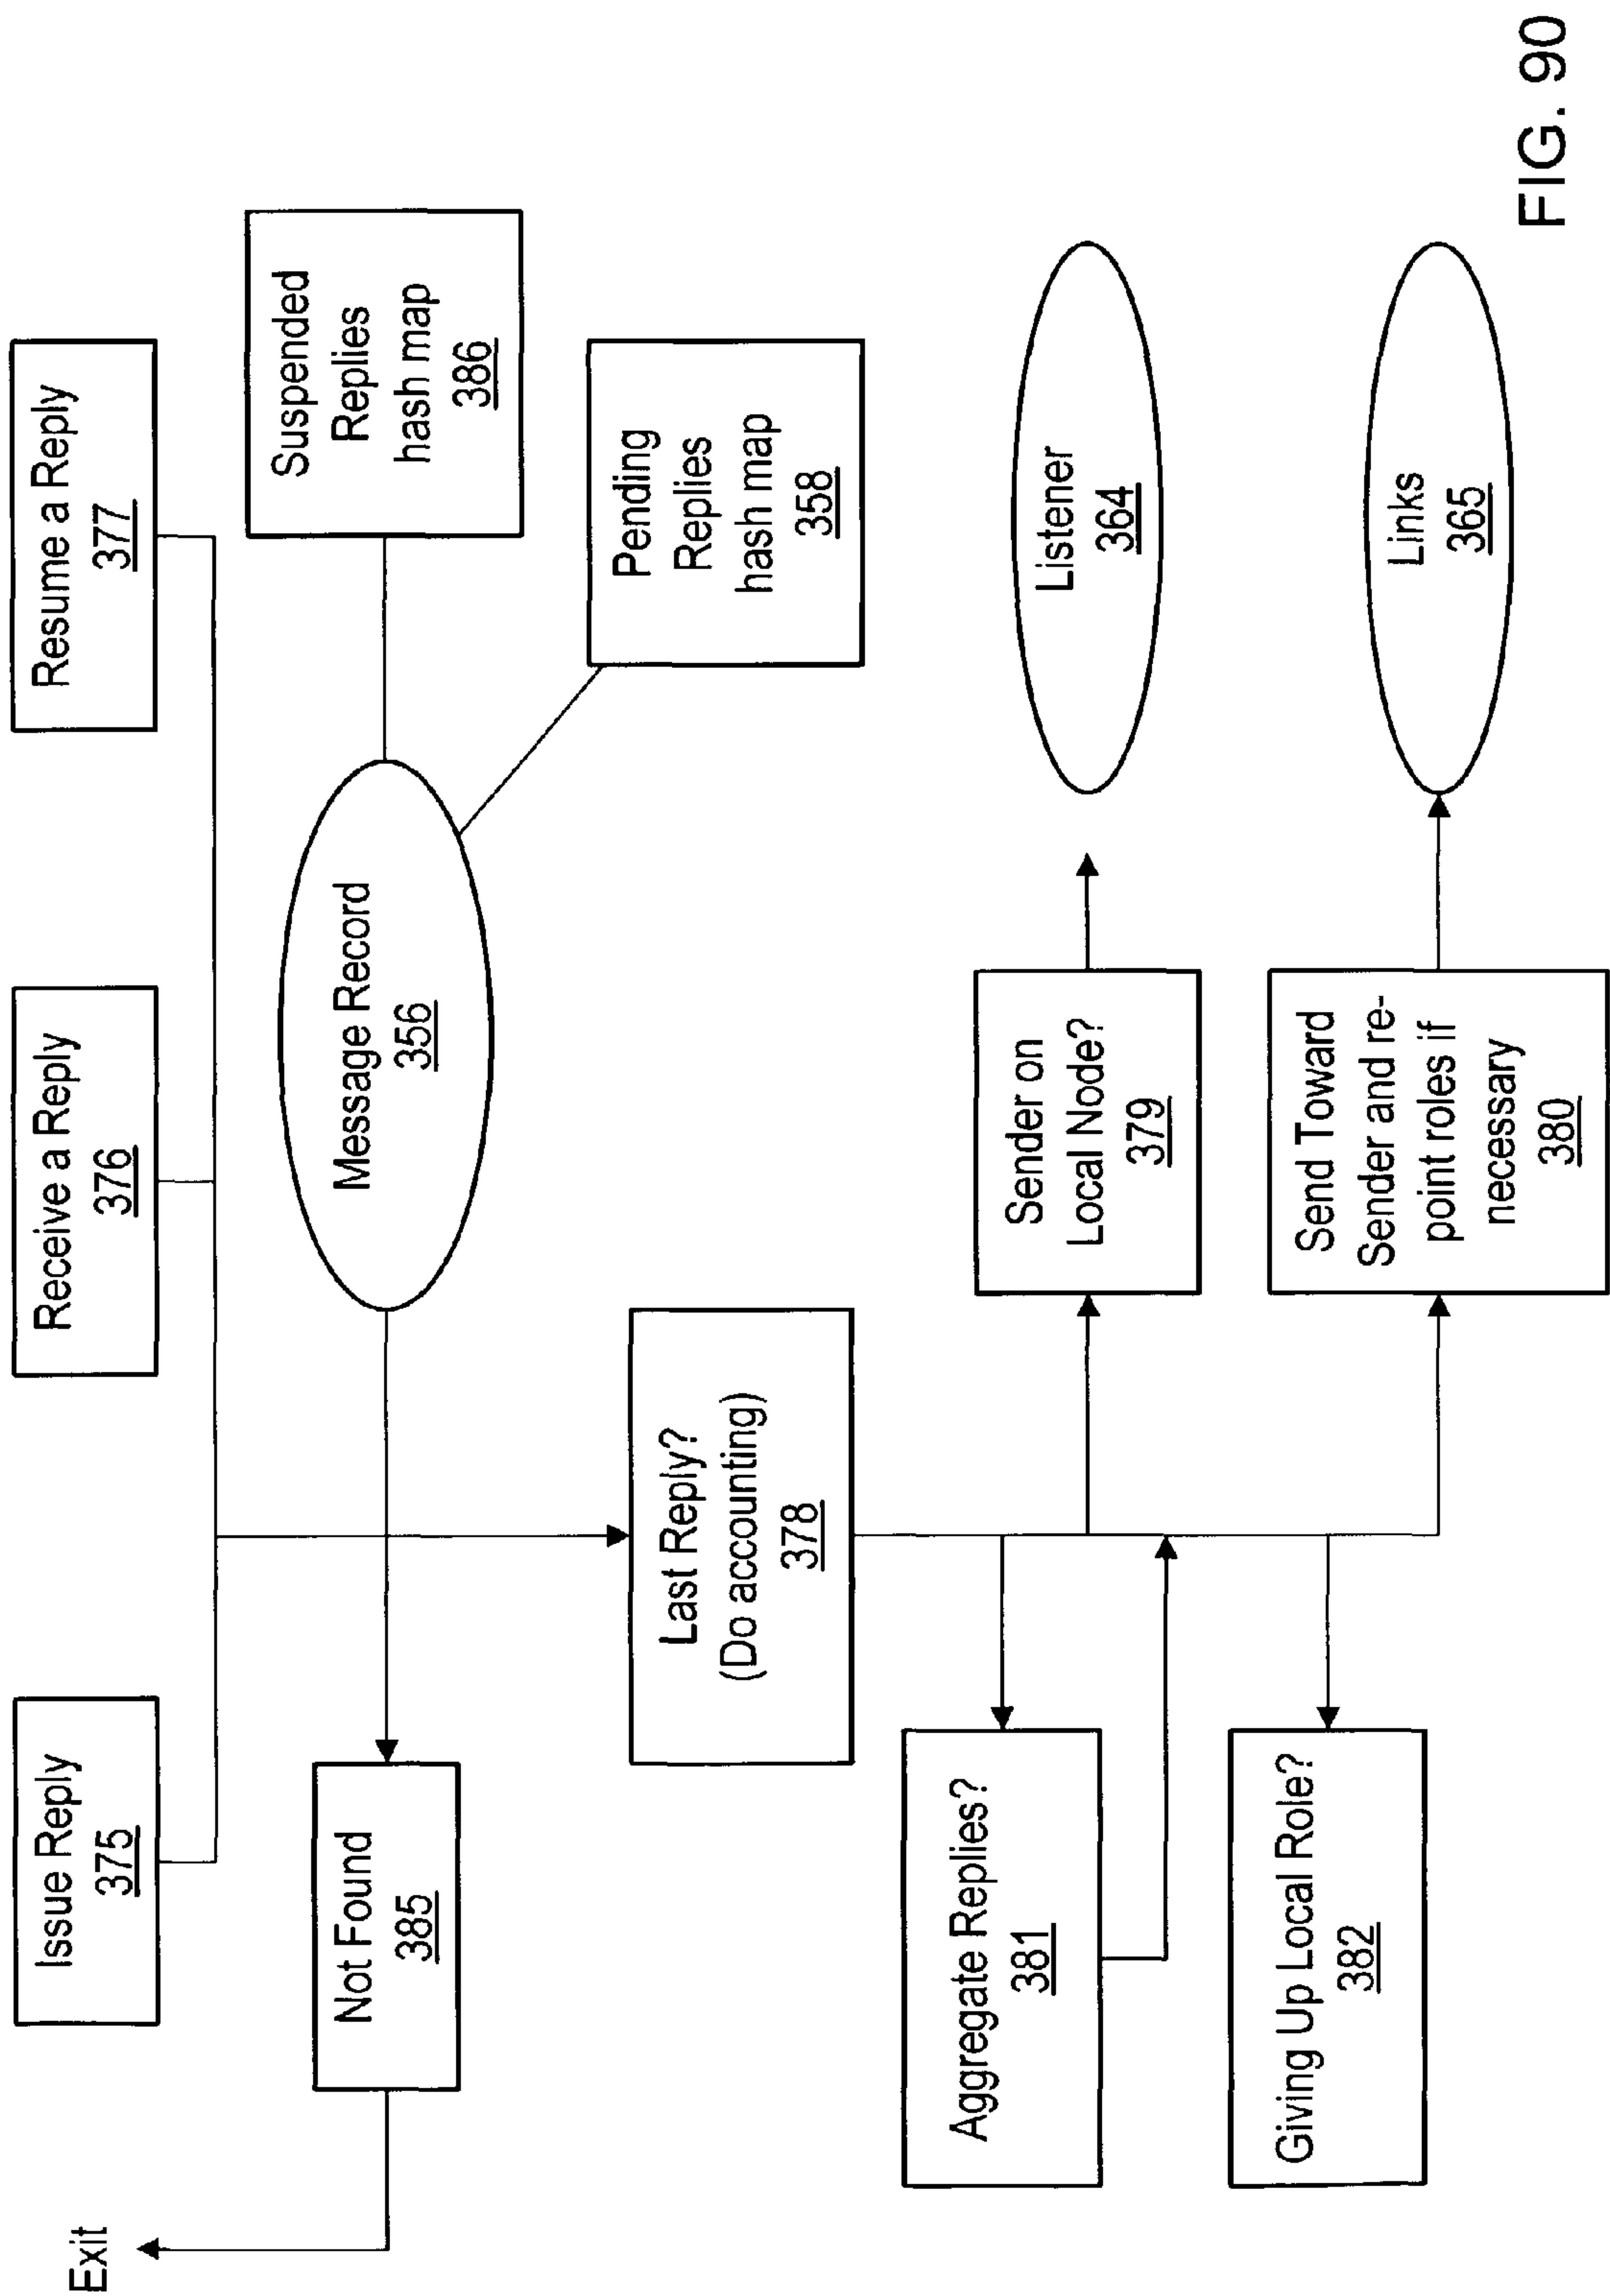 Exit
Issue Reply
375
Receive a Reply
376
Resume a Reply
377
Not Found
385
Message Record
356
Suspended
Replies
hash map
386
Pending
Replies
hash map
358
Last Reply?
(Do accounting)
378
Aggregate Replies?
381
Sender on
Local Node?
379
Listener
364
Giving Up Local Role?
382
Send Toward
Sender and re-
point roles if
necessary
380
Links
365
FIG. 90